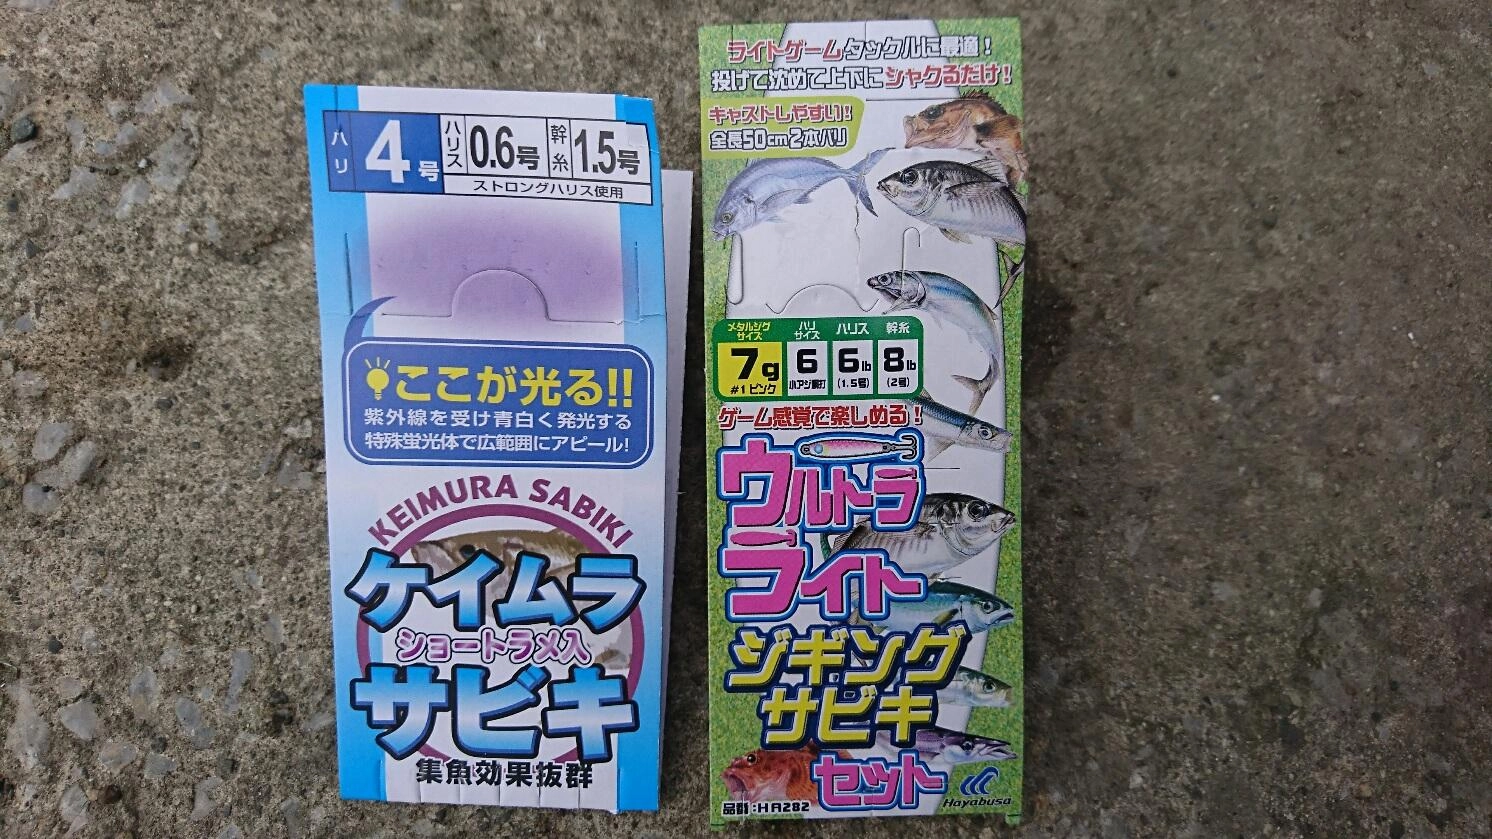 ハリ 4号 ハリス 0.6号 幹糸 1.5号
ストロングハリス使用
ここが光る!!
紫外線を受け青白く発光する
特殊蛍光体で広範囲にアピール!
KEIMURA SABIKI
ケイムラ
ショートラメ入
サビキ
集魚効果抜群
ライトゲームタックルに最適!
投げて沈めて上下にシャクるだけ!
キャストしやすい!
全長50cm2本バリ
メタルジグサイズ ハリサイズ ハリス 幹糸
7g 6 6lb 8lb
#1ピンク 小アジ胴打 (1.5号) (2号)
ゲーム感覚で楽しめる!
ウルトラ
ライト
ジギング
サビキ
セット
品番:HA282
Hayabusa